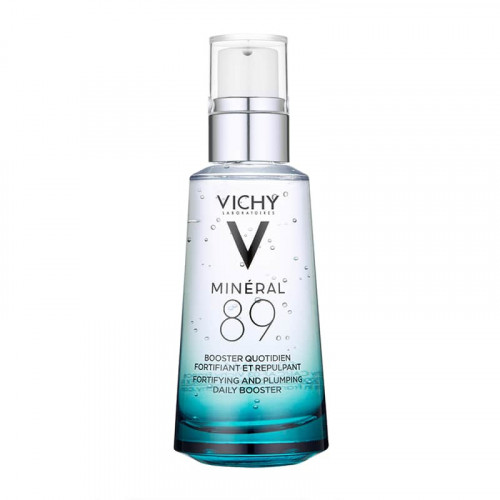 VICHY
LABORATOIRES
V
MINÉRAL
89
BOOSTER QUOTIDIEN
FORTIFIANT ET REPULPANT
FORTIFYING AND PLUMPING
DAILY BOOSTER